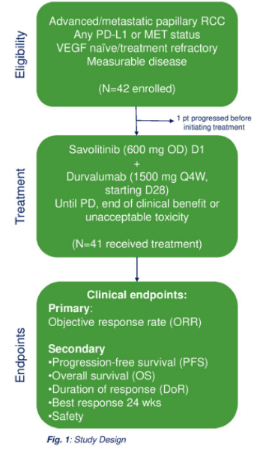 Eligibility
Advanced/metastatic papillary RCC
Any PD-L1 or MET status
VEGF naïve/treatment refractory
Measurable disease
(N=42 enrolled)
1 pt progressed before
initiating treatment
Treatment
Savolitinib (600 mg OD) D1
+
Durvalumab (1500 mg Q4W,
starting D28)
Until PD, end of clinical benefit or
unacceptable toxicity
(N=41 received treatment)
Endpoints
Clinical endpoints:
Primary:
Objective response rate (ORR)
Secondary
•Progression-free survival (PFS)
•Overall survival (OS)
•Duration of response (DoR)
•Best response 24 wks
•Safety
Fig. 1: Study Design